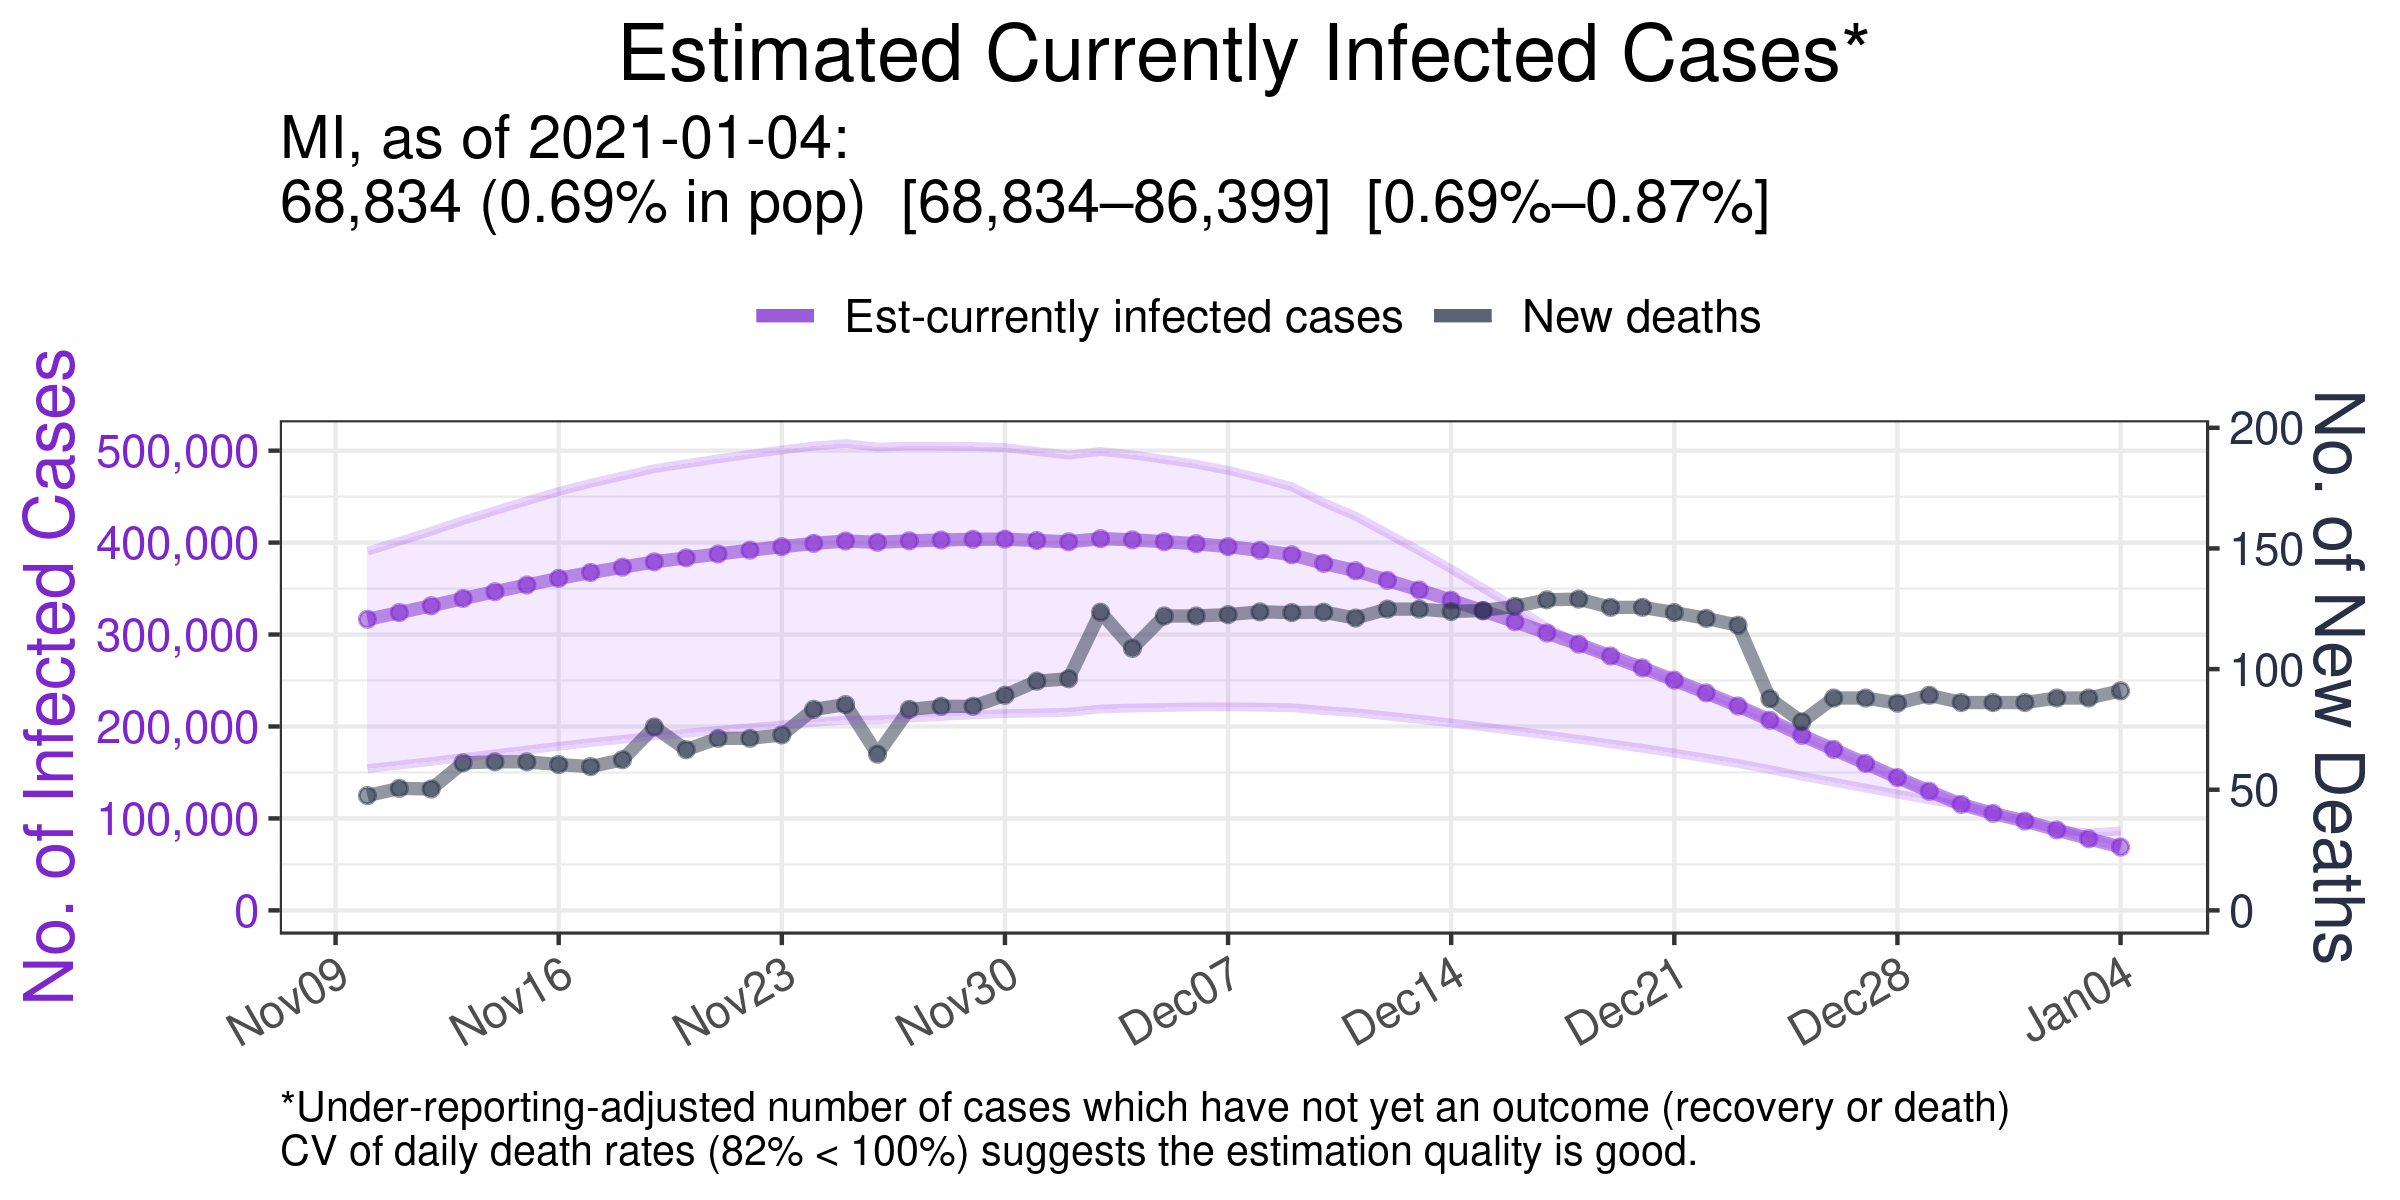 Estimated Currently Infected Cases*
MI, as of 2021-01-04:
68,834 (0.69% in pop)  [68,834–86,399]  [0.69%–0.87%]
Est-currently infected cases
New deaths
No. of Infected Cases
500,000
400,000
300,000
200,000
100,000
0
200
150
100
50
0
No. of New Deaths
Nov09
Nov16
Nov23
Nov30
Dec07
Dec14
Dec21
Dec28
Jan04
*Under-reporting-adjusted number of cases which have not yet an outcome (recovery or death)
CV of daily death rates (82% < 100%) suggests the estimation quality is good.